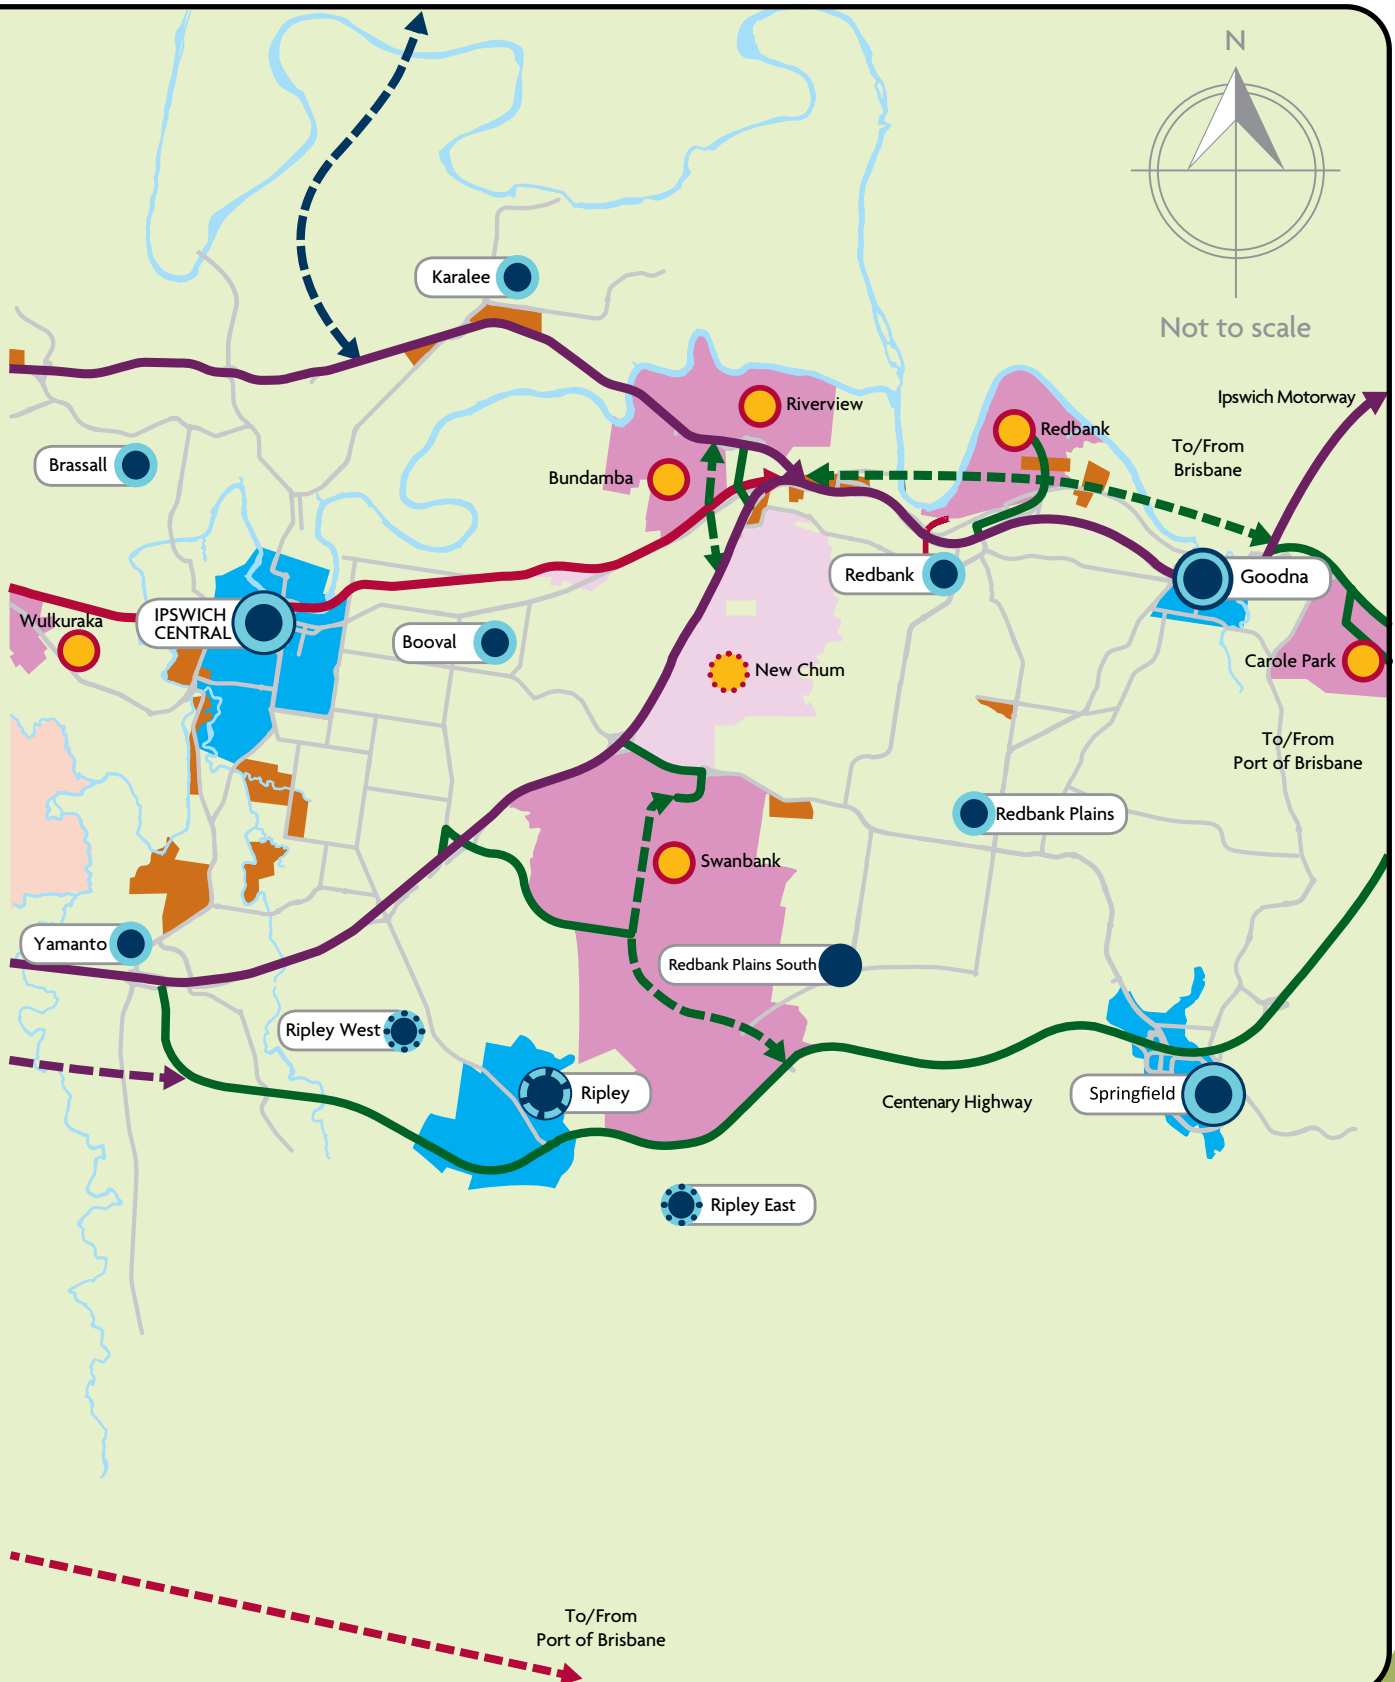 N
Not to scale
Karalee
Ipswich Motorway
Riverview
Redbank
To/From
Brisbane
Brassall
Bundamba
Redbank
Goodna
Wulkuraka
IPSWICH
CENTRAL
Booval
New Chum
Carole Park
To/From
Port of Brisbane
Redbank Plains
Swanbank
Yamanto
Redbank Plains South
Ripley West
Ripley
Springfield
Centenary Highway
Ripley East
To/From
Port of Brisbane